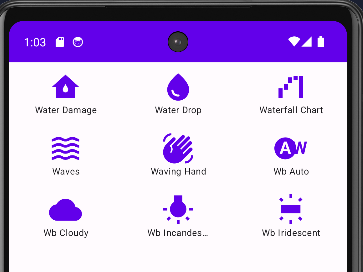 1:03
Water Damage Water Drop Waterfall Chart
Waves Waving Hand AW Wb Auto
Wb Cloudy Wb Incandes... Wb Iridescent